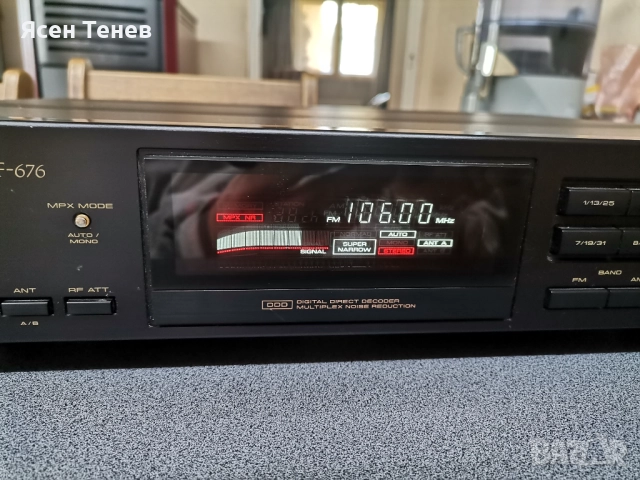 Ясен Тенев
F-676
MPX MODE
AUTO /
MONO
ANT
RF ATT.
A/B
MPX NR
FM 106.00 MHz
SIGNAL
SUPER
NARROW
AUTO
MONO
STEREO
ANT A
DDD DIGITAL DIRECT DECODER
MULTIPLEX NOISE REDUCTION
1/13/25
7/19/31
BAND
FM